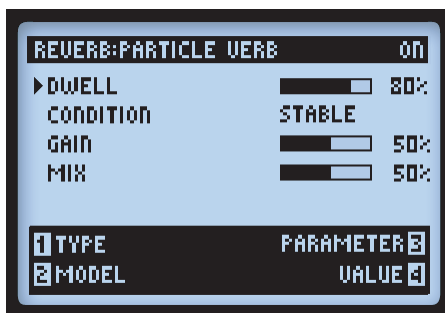 REVERB:PARTICLE VERB on
DWELL 80%
CONDITION STABLE
GAIN 50%
MIX 50%
1 TYPE PARAMETER 3
2 MODEL VALUE 4